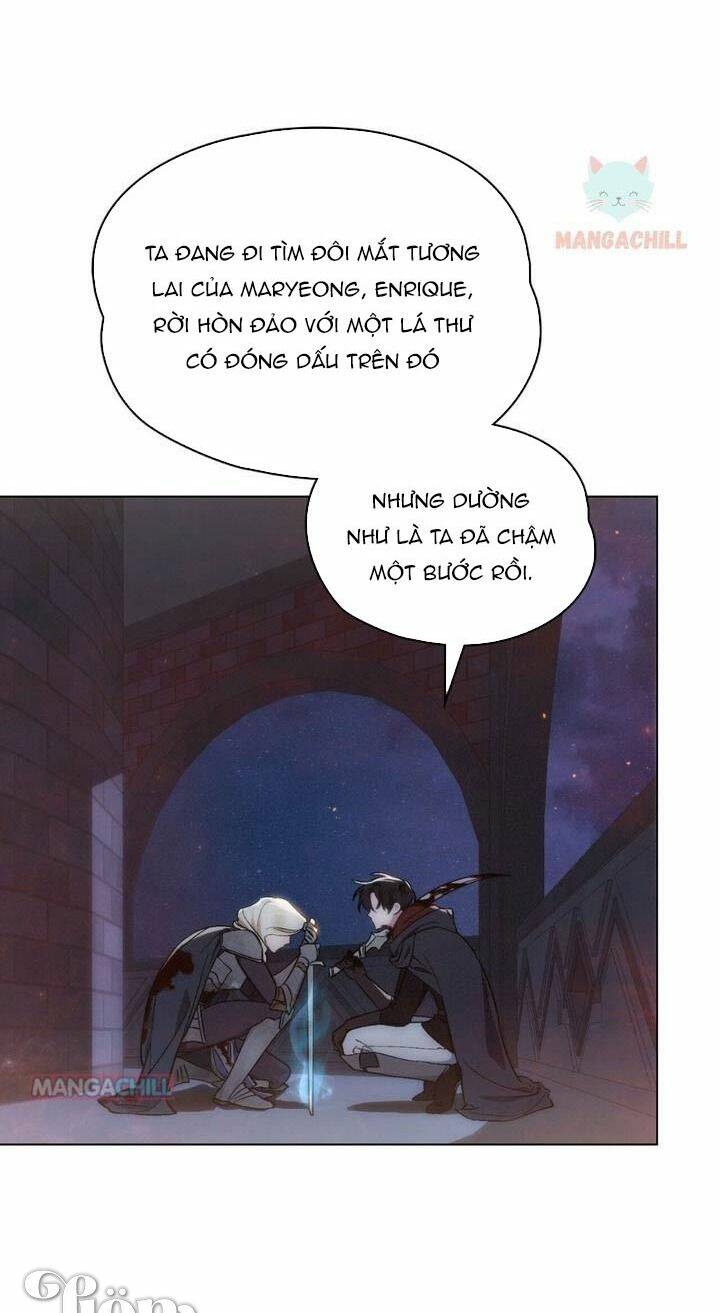 MANGACHILL
TA ĐANG ĐI TÌM ĐÔI MẮT TƯƠNG
LAI CỦA MARYEONG, ENRIQUE,
RỜI HÒN ĐẢO VỚI MỘT LÁ THƯ
CÓ ĐÓNG DẤU TRÊN ĐÓ
NHƯNG DƯỜNG
NHƯ LÀ TA ĐÃ CHẬM
MỘT BƯỚC RỒI.
MANGACHILL